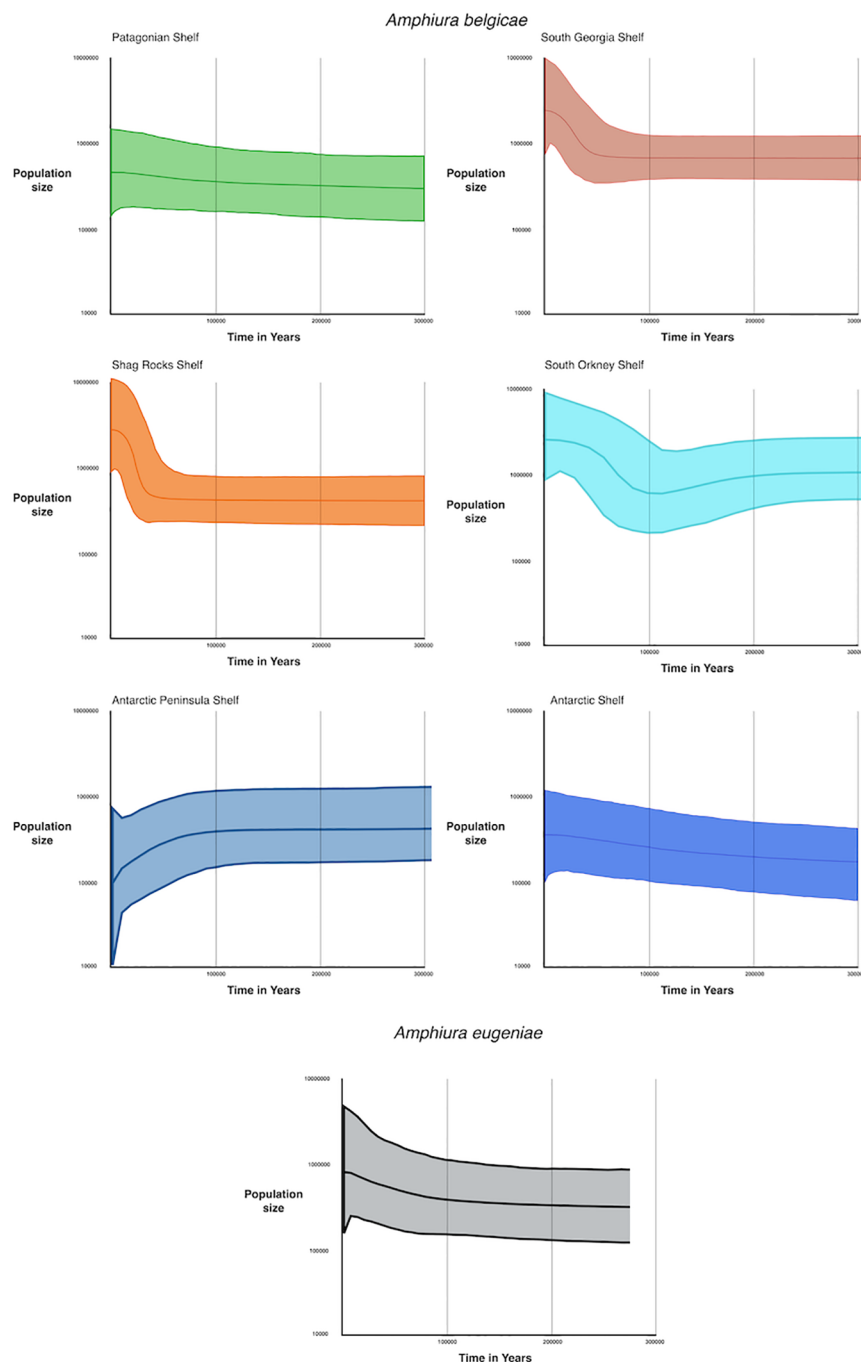 Amphiura belgicae
Patagonian Shelf
10000000
1000000
Population
size
100000
10000
100000
200000
300000
Time in Years
South Georgia Shelf
10000000
1000000
Population
size
100000
10000
100000
200000
300000
Time in Years
Shag Rocks Shelf
10000000
1000000
Population
size
100000
10000
100000
200000
300000
Time in Years
South Orkney Shelf
10000000
1000000
Population
size
100000
10000
100000
200000
300000
Time in Years
Antarctic Peninsula Shelf
10000000
1000000
Population
size
100000
10000
100000
200000
300000
Time in Years
Antarctic Shelf
10000000
1000000
Population
size
100000
10000
100000
200000
300000
Time in Years
Amphiura eugeniae
10000000
1000000
Population
size
100000
10000
100000
200000
300000
Time in Years